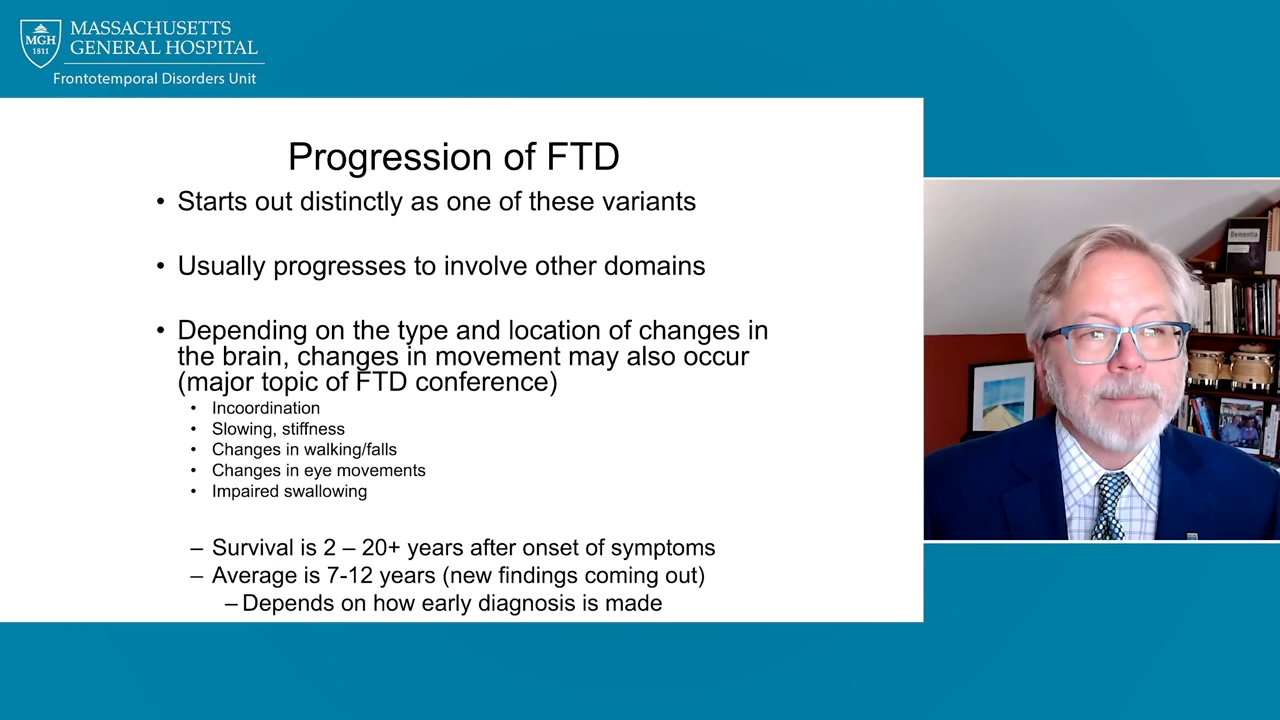 MGH
1811
MASSACHUSETTS
GENERAL HOSPITAL
Frontotemporal Disorders Unit
Progression of FTD
• Starts out distinctly as one of these variants
• Usually progresses to involve other domains
• Depending on the type and location of changes in
the brain, changes in movement may also occur
(major topic of FTD conference)
• Incoordination
• Slowing, stiffness
• Changes in walking/falls
• Changes in eye movements
• Impaired swallowing
– Survival is 2 – 20+ years after onset of symptoms
– Average is 7-12 years (new findings coming out)
– Depends on how early diagnosis is made
Dementia